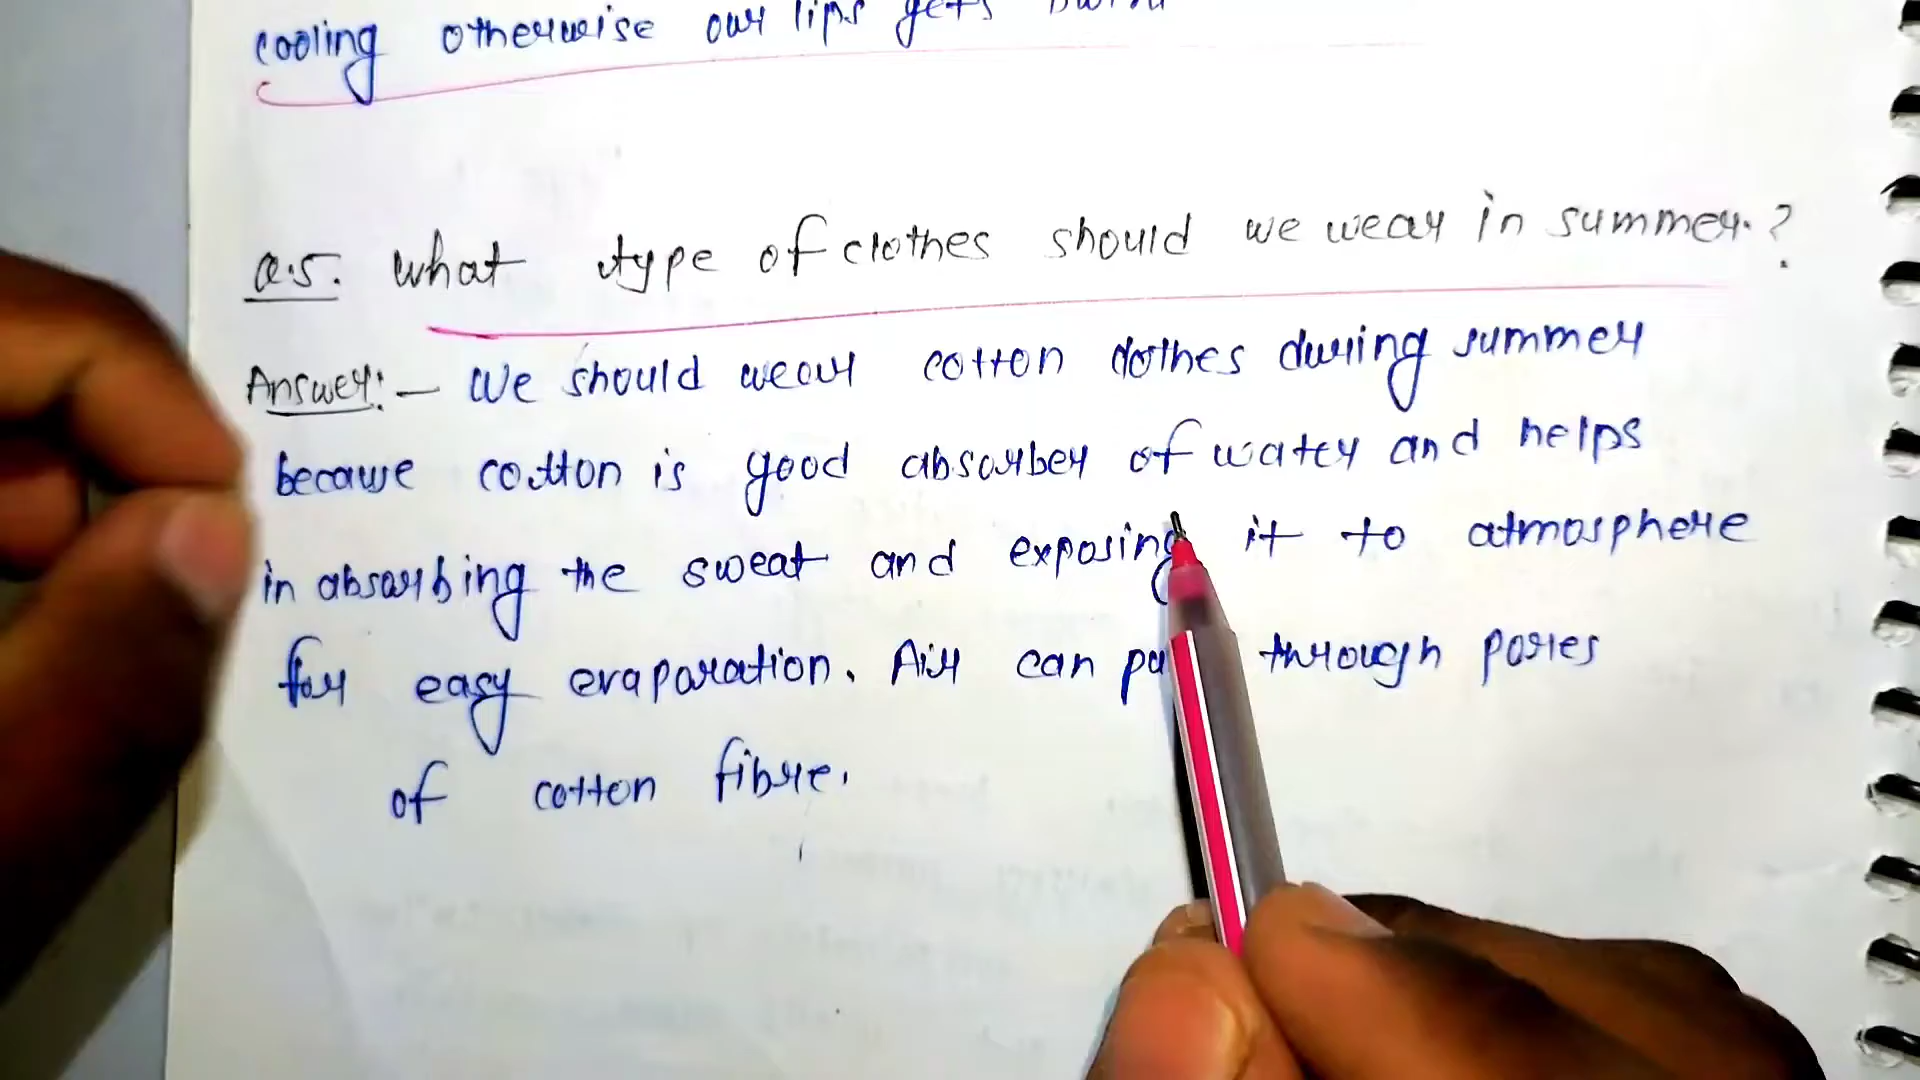 cooling otherwise our lips gets
Q.5. What type of clothes should we wear in summer.?
Answer:- We should wear cotton clothes during summer
because cotton is good absorber of water and helps
in absorbing the sweat and exposing it to atmosphere
for easy evaparation. Air can through pores
of cotton fibre.